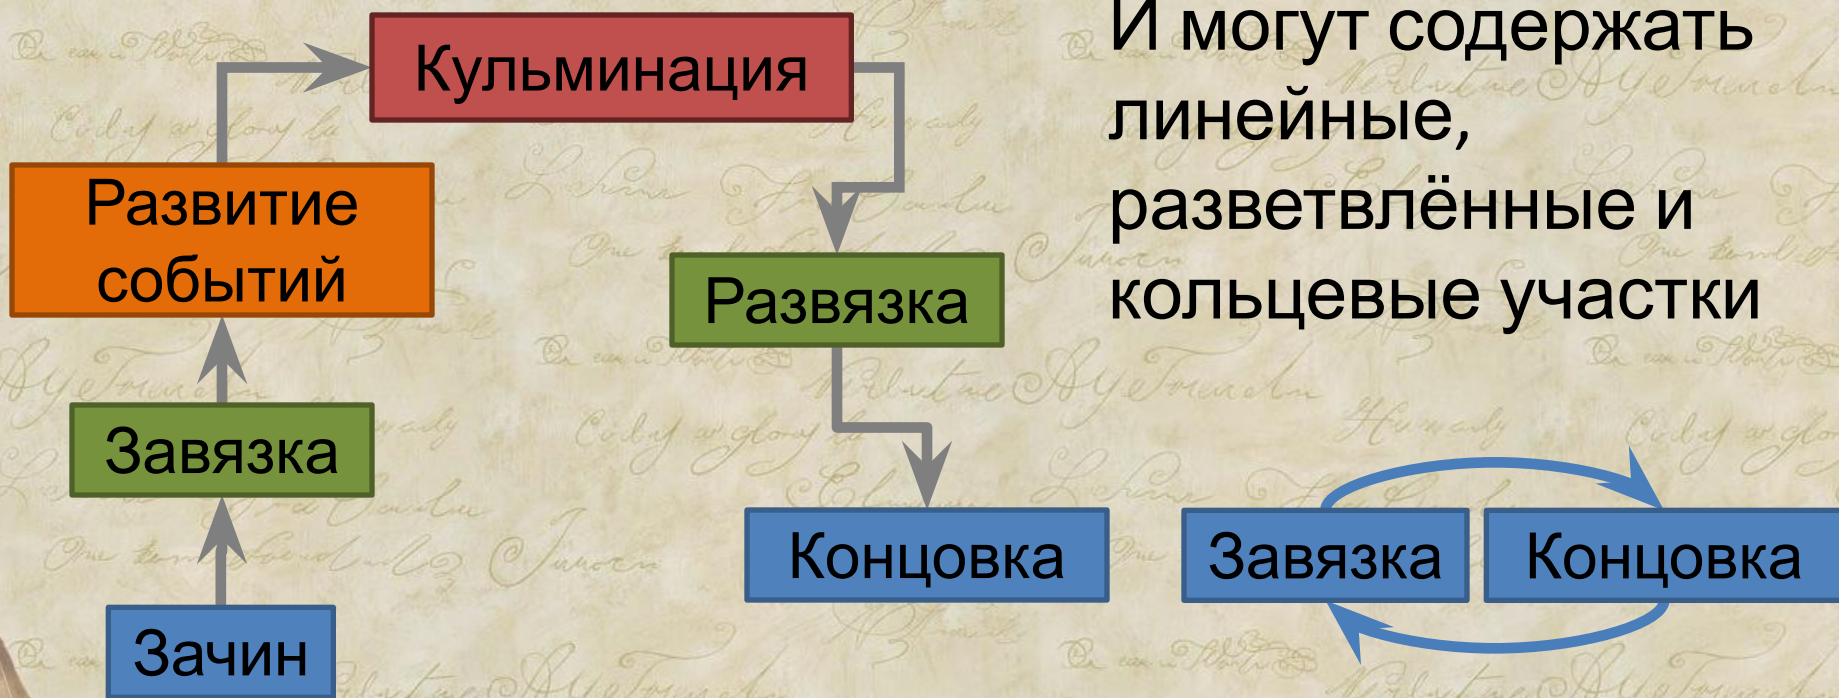 Кульминация
Развитие
событий
Завязка
Зачин
Развязка
Концовка
И могут содержать
линейные,
разветвлённые и
кольцевые участки
Завязка
Концовка